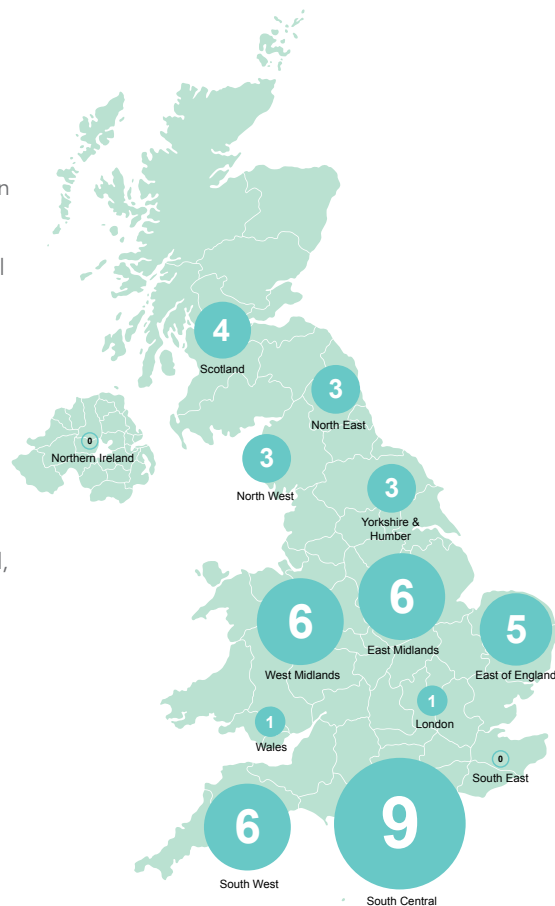 n
l
4
Scotland
3
North East
0
Northern Ireland
3
North West
3
Yorkshire &
Humber
l,
6
West Midlands
6
East Midlands
5
East of England
1
Wales
1
London
0
South East
6
South West
9
South Central